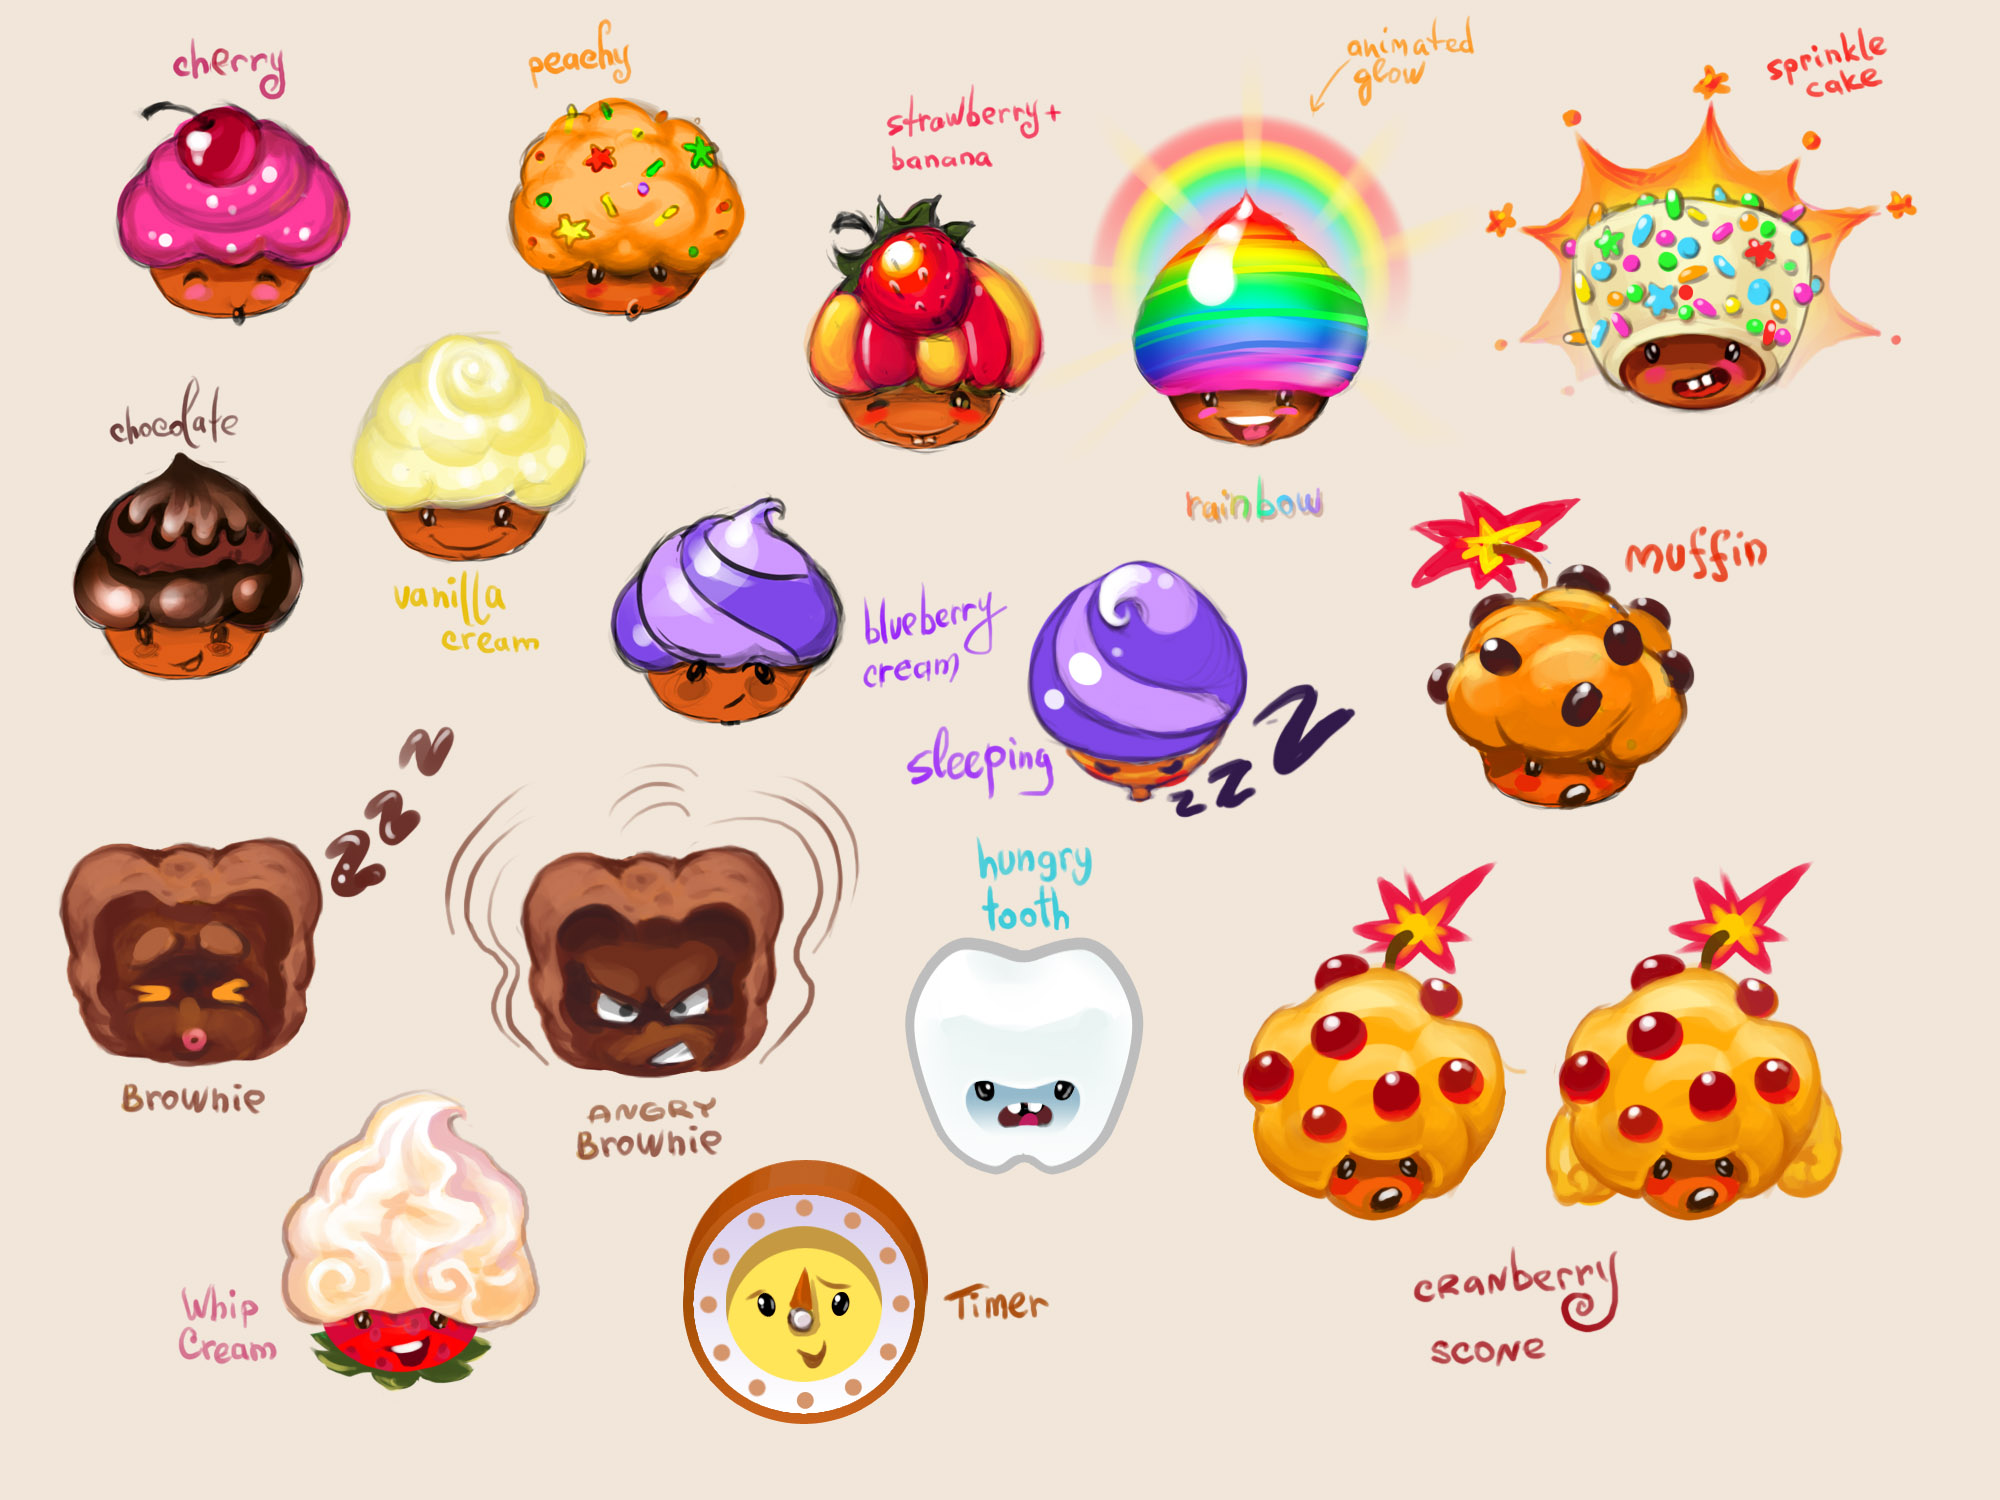 cherry
peachy
animated
glow
sprinkle
cake
strawberry+
banana
chocolate
rainbow
vanilla
cream
muffin
blueberry
cream
sleeping
z z Z
z z z
hungry
tooth
Brownie
ANGRY
Brownie
Whip
Cream
Timer
cranberry
scone